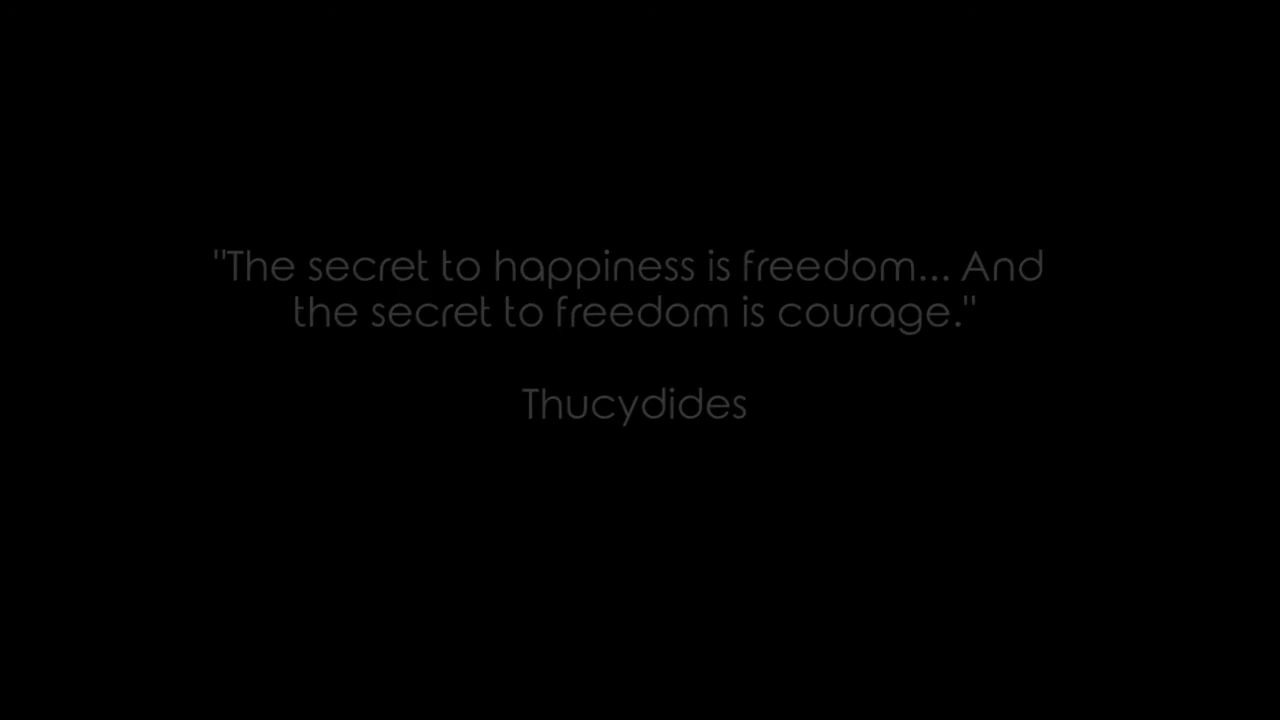 "The secret to happiness is freedom... And
the secret to freedom is courage."
Thucydides